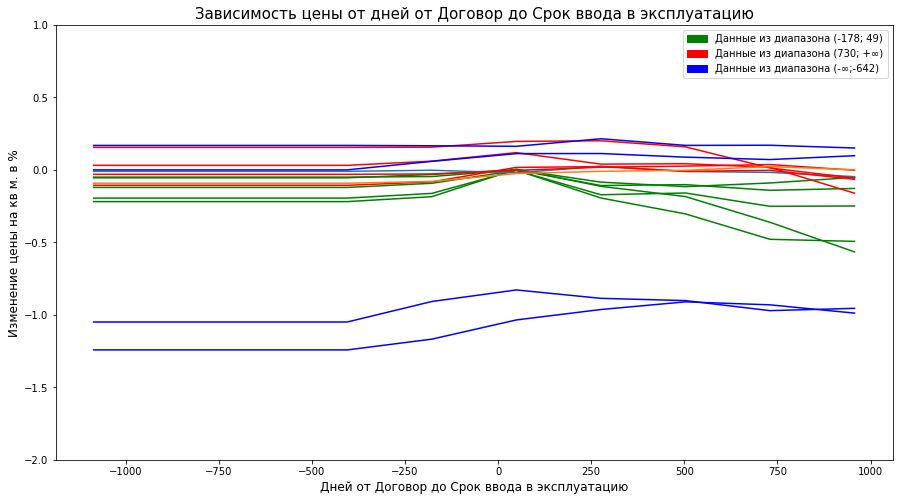 Зависимость цены от дней от Договор до Срок ввода в эксплуатацию
Данные из диапазона (-178; 49)
Данные из диапазона (730; +∞)
Данные из диапазона (-∞;-642)
Изменение цены на кв м. в %
1.0
0.5
0.0
−0.5
−1.0
−1.5
−2.0
−1000 −750 −500 −250 0 250 500 750 1000
Дней от Договор до Срок ввода в эксплуатацию